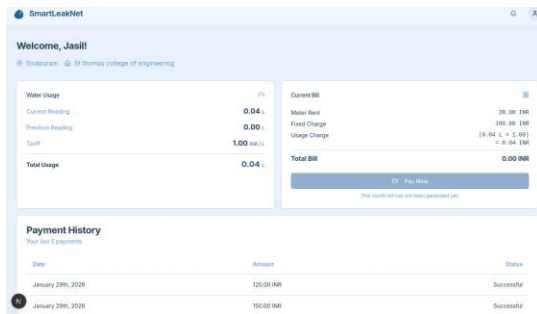 SmartLeakNet
Welcome, Jasil!
Sivapuram St thomas college of engineering
Water Usage
Current Reading 0.04 L
Previous Reading 0.00 L
Tariff 1.00 INR/L
Total Usage 0.04 L
Current Bill
Meter Rent 20.00 INR
Fixed Charge 100.00 INR
Usage Charge (0.04 L × 1.00)
= 0.04 INR
Total Bill 0.00 INR
Pay Now
This month bill has not been generated yet.
Payment History
Your last 5 payments.
Date Amount Status
January 29th, 2026 120.00 INR Successful
January 29th, 2026 150.00 INR Successful
N